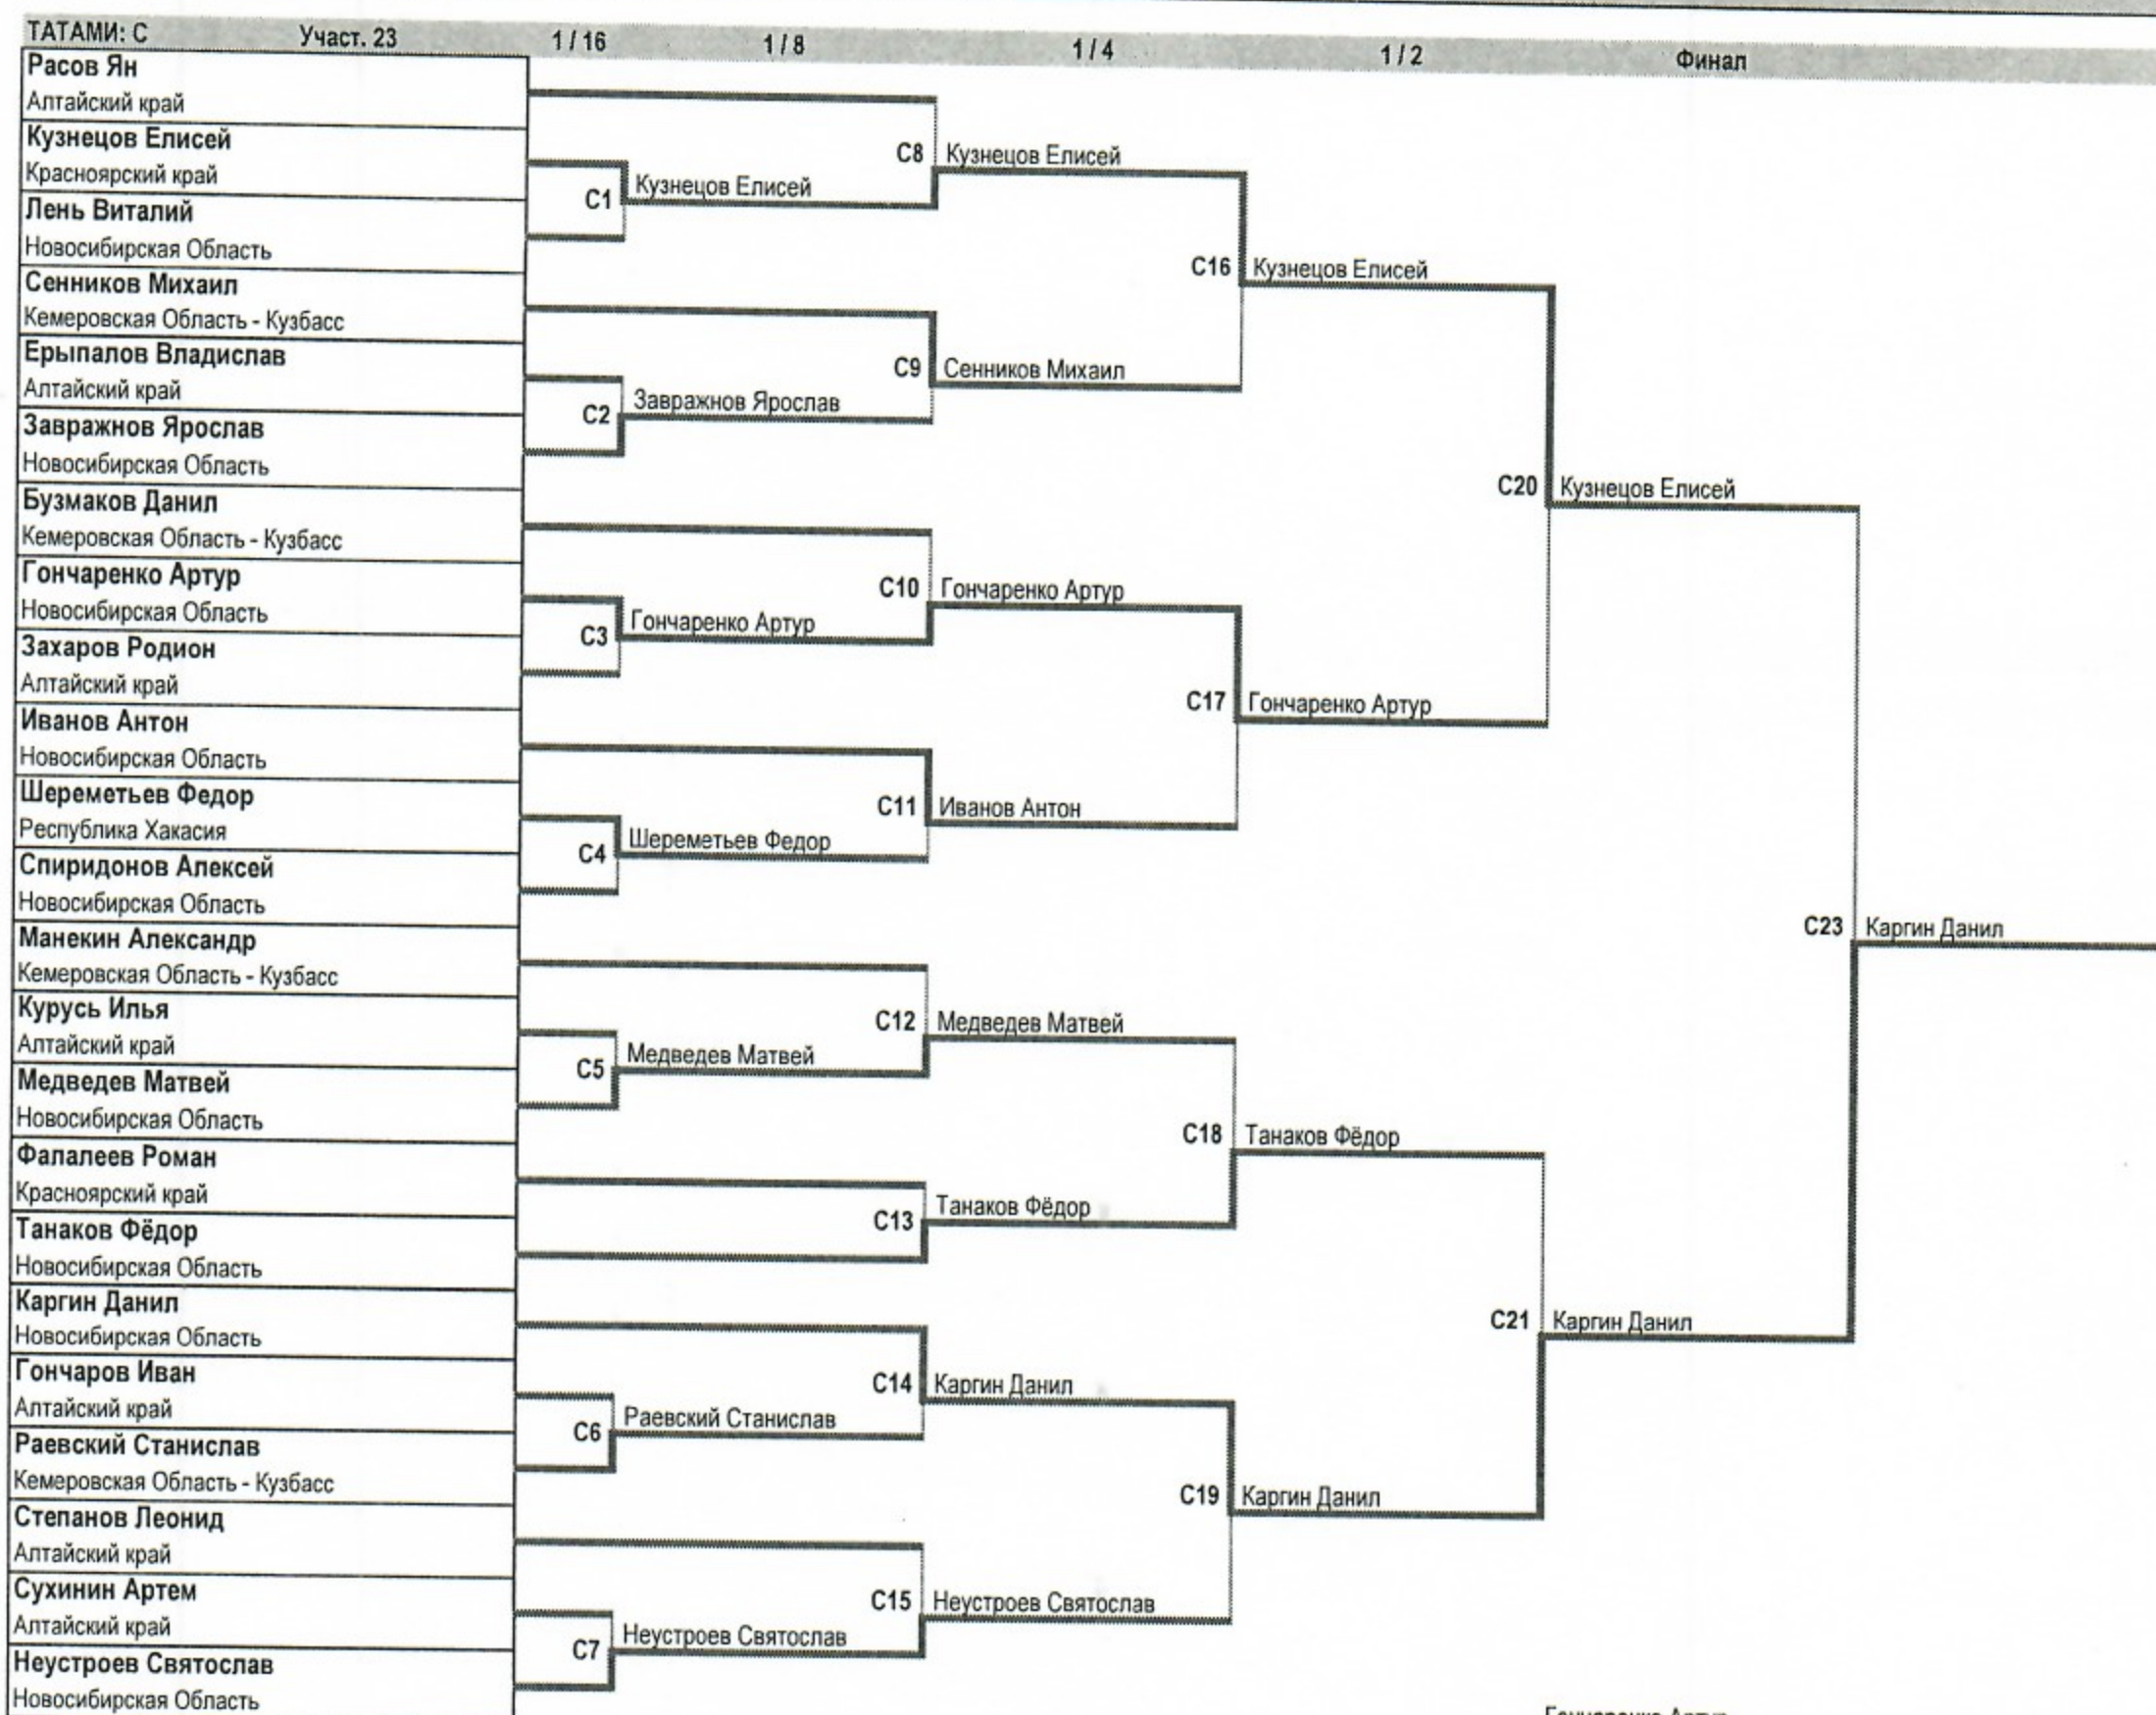 ТАТАМИ: C Участ. 23 1 / 16 1 / 8 1 / 4 1 / 2 Финал
Расов Ян
Алтайский край
Кузнецов Елисей
Красноярский край
Лень Виталий
Новосибирская Область
Сенников Михаил
Кемеровская Область - Кузбасс
Ерыпалов Владислав
Алтайский край
Завражнов Ярослав
Новосибирская Область
Бузмаков Данил
Кемеровская Область - Кузбасс
Гончаренко Артур
Новосибирская Область
Захаров Родион
Алтайский край
Иванов Антон
Новосибирская Область
Шереметьев Федор
Республика Хакасия
Спиридонов Алексей
Новосибирская Область
Манекин Александр
Кемеровская Область - Кузбасс
Курусь Илья
Алтайский край
Медведев Матвей
Новосибирская Область
Фалалеев Роман
Красноярский край
Танаков Фёдор
Новосибирская Область
Каргин Данил
Новосибирская Область
Гончаров Иван
Алтайский край
Раевский Станислав
Кемеровская Область - Кузбасс
Степанов Леонид
Алтайский край
Сухинин Артем
Алтайский край
Неустроев Святослав
Новосибирская Область
C1 Кузнецов Елисей
C2 Завражнов Ярослав
C3 Гончаренко Артур
C4 Шереметьев Федор
C5 Медведев Матвей
C6 Раевский Станислав
C7 Неустроев Святослав
C8 Кузнецов Елисей
C9 Сенников Михаил
C10 Гончаренко Артур
C11 Иванов Антон
C12 Медведев Матвей
C13 Танаков Фёдор
C14 Каргин Данил
C15 Неустроев Святослав
C16 Кузнецов Елисей
C17 Гончаренко Артур
C18 Танаков Фёдор
C19 Каргин Данил
C20 Кузнецов Елисей
C21 Каргин Данил
C23 Каргин Данил